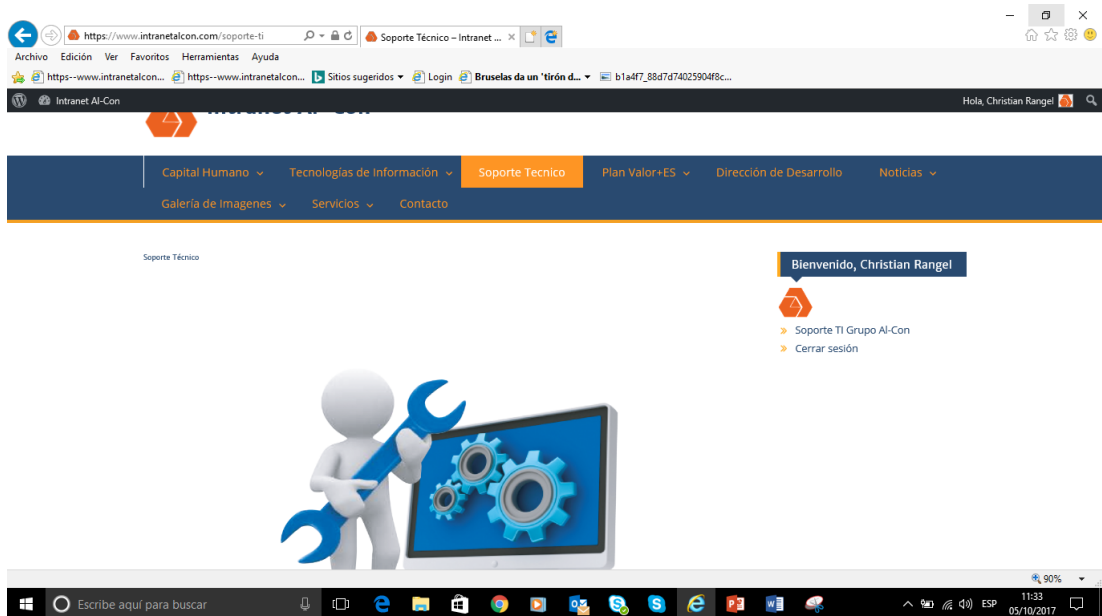 https://www.intranetalcon.com/soporte-ti
Soporte Técnico – Intranet ...
Archivo Edición Ver Favoritos Herramientas Ayuda
https--www.intranetalcon... https--www.intranetalcon... Sitios sugeridos Login Bruselas da un 'tirón d... b1a4f7_88d7d74025904f8c...
Intranet Al-Con
Hola, Christian Rangel
Capital Humano Tecnologías de Información Soporte Tecnico Plan Valor+ES Dirección de Desarrollo Noticias
Galería de Imagenes Servicios Contacto
Soporte Técnico
Bienvenido, Christian Rangel
Soporte TI Grupo Al-Con
Cerrar sesión
90%
Escribe aquí para buscar
ESP
11:33
05/10/2017